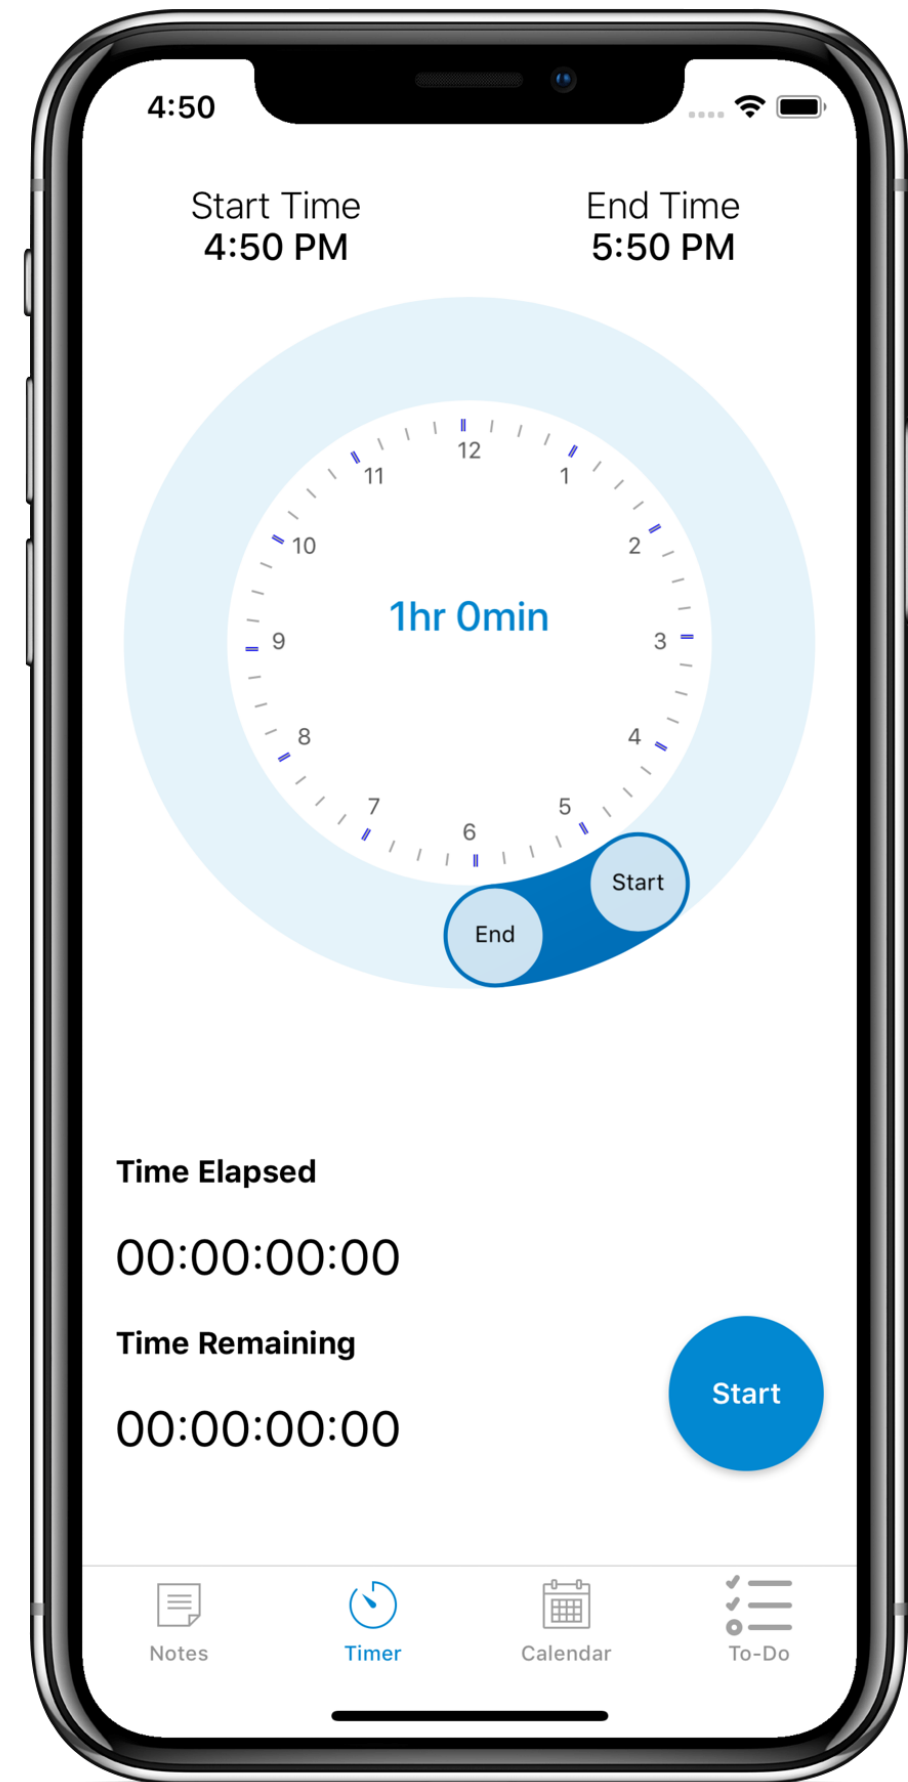 4:50
Start Time
4:50 PM
End Time
5:50 PM
12
11
1
10
2
1hr 0min
9
3
8
4
7
5
6
Start
End
Time Elapsed
00:00:00:00
Time Remaining
00:00:00:00
Start
Notes
Timer
Calendar
To-Do